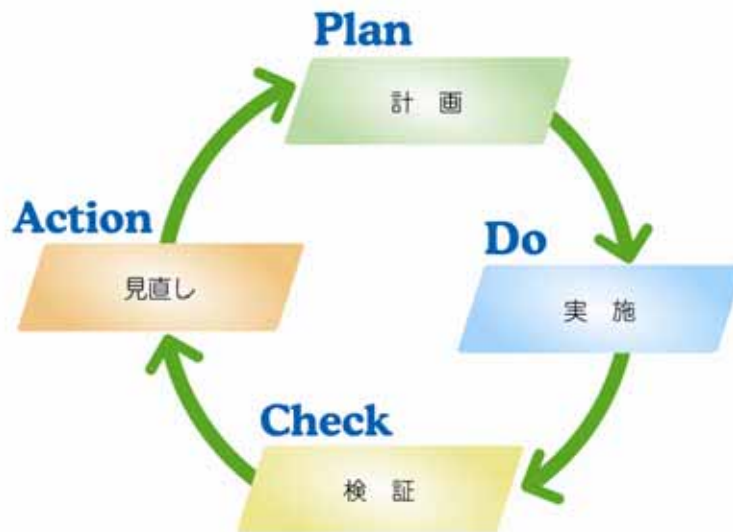 Plan
計 画
Do
実 施
Check
検 証
Action
見直し